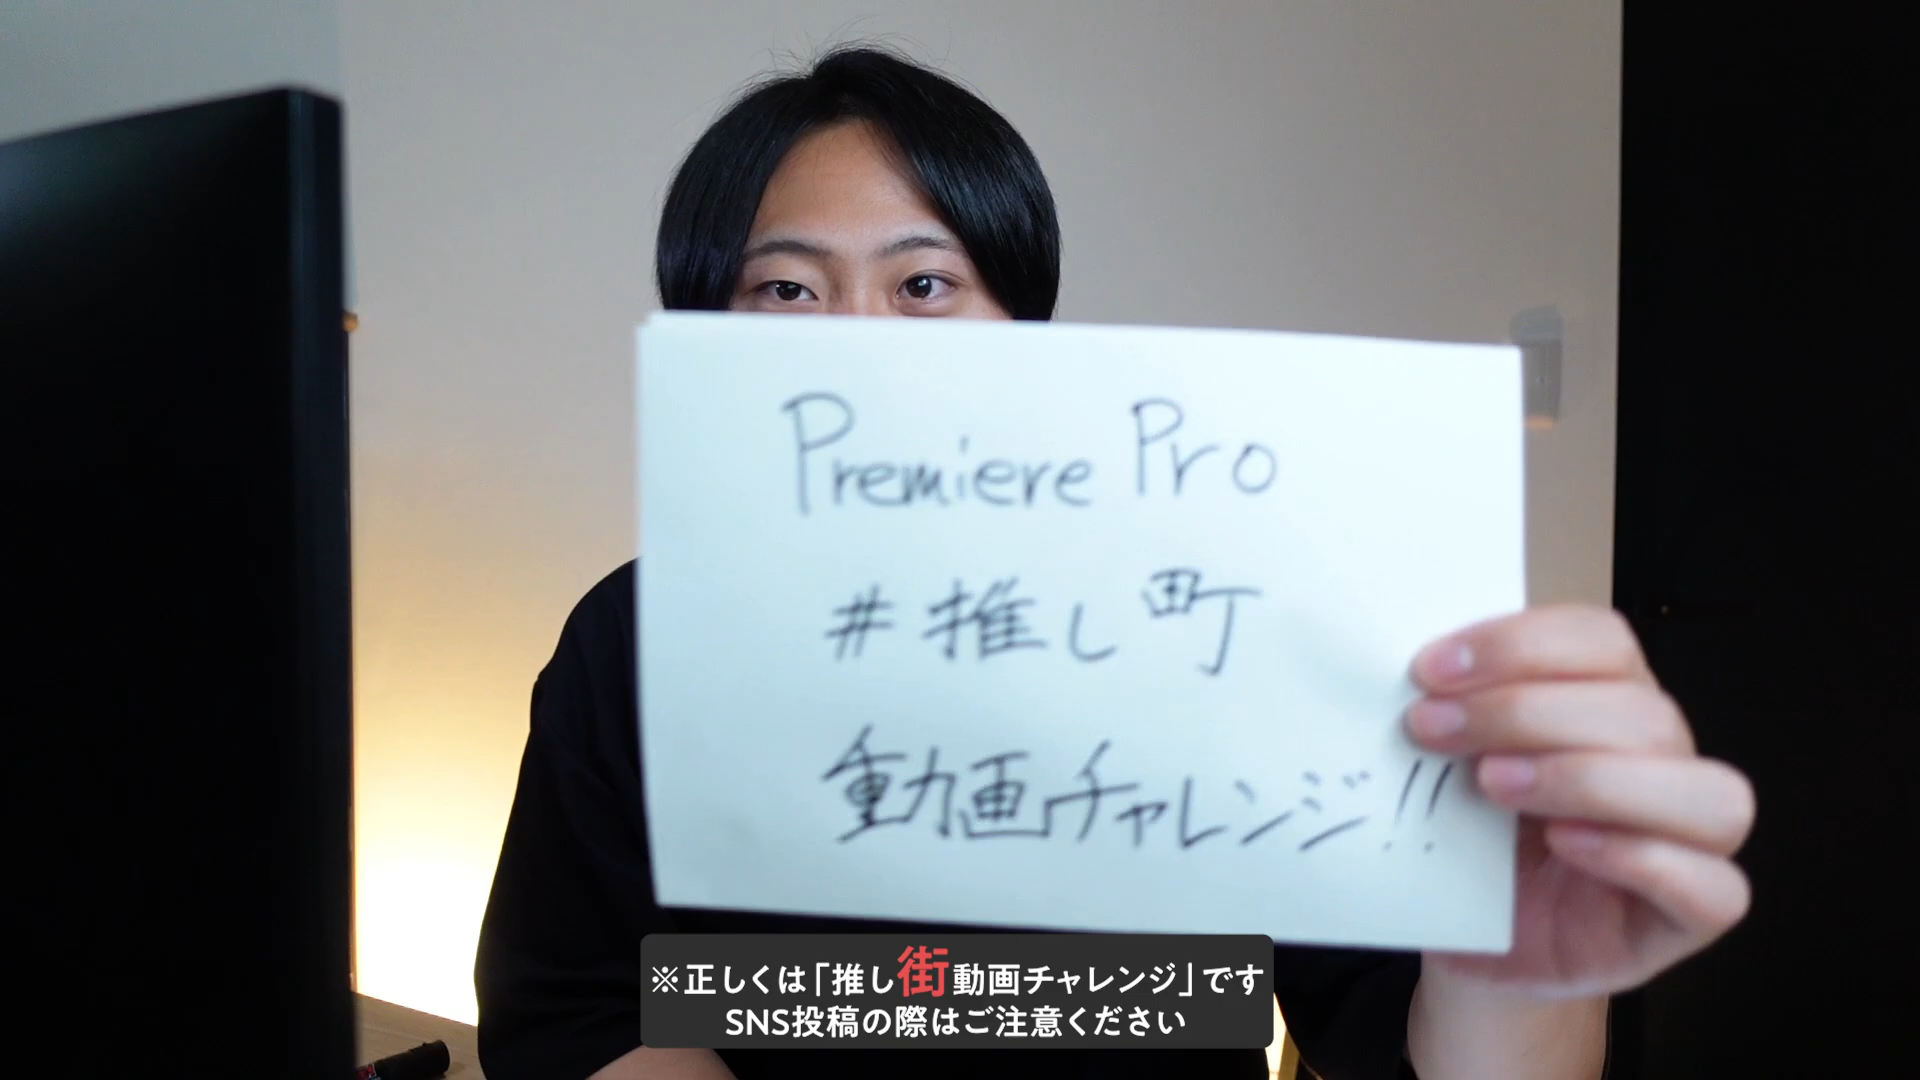 Premiere Pro
#推し町
動画チャレンジ!!
※正しくは「推し街動画チャレンジ」です
SNS投稿の際はご注意ください